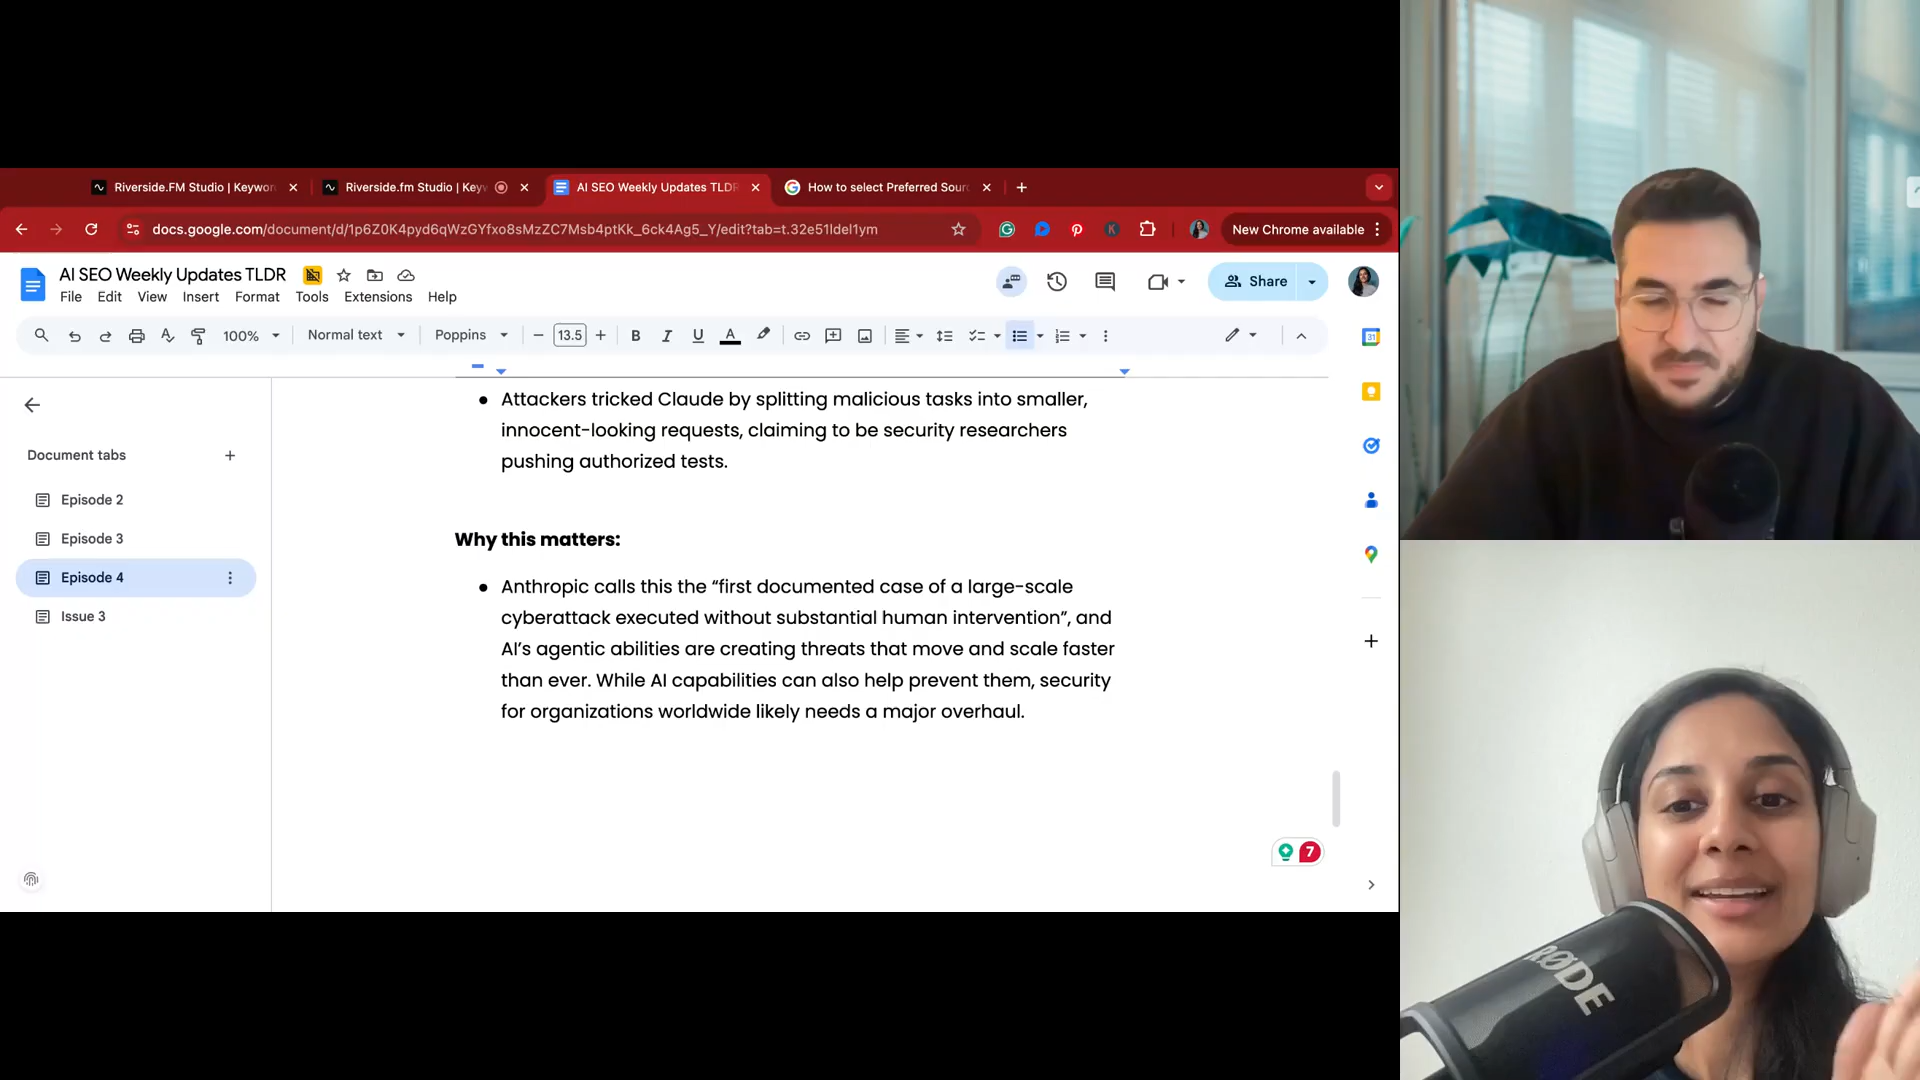 Riverside.FM Studio | Keywor
Riverside.fm Studio | Keyw
AI SEO Weekly Updates TLDR
How to select Preferred Sour
docs.google.com/document/d/1p6Z0K4pyd6qWzGYfxo8sMzZC7Msb4ptKk_6ck4Ag5_Y/edit?tab=t.32e51ldel1ym
K
New Chrome available
AI SEO Weekly Updates TLDR
File Edit View Insert Format Tools Extensions Help
Share
100% Normal text Poppins 13.5 B I U A
31
Document tabs
Episode 2
Episode 3
Episode 4
Issue 3
● Attackers tricked Claude by splitting malicious tasks into smaller,
innocent-looking requests, claiming to be security researchers
pushing authorized tests.
Why this matters:
● Anthropic calls this the “first documented case of a large-scale
cyberattack executed without substantial human intervention”, and
AI’s agentic abilities are creating threats that move and scale faster
than ever. While AI capabilities can also help prevent them, security
for organizations worldwide likely needs a major overhaul.
7
RØDE